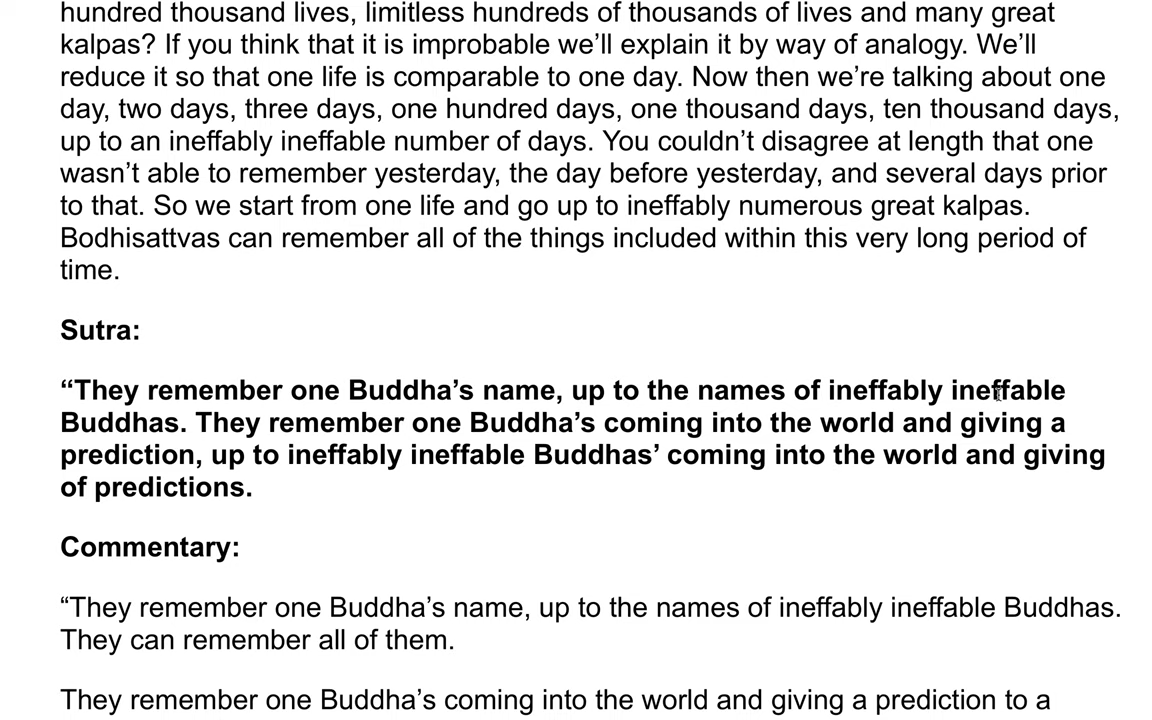 hundred thousand lives, limitless hundreds of thousands of lives and many great
kalpas? If you think that it is improbable we’ll explain it by way of analogy. We’ll
reduce it so that one life is comparable to one day. Now then we’re talking about one
day, two days, three days, one hundred days, one thousand days, ten thousand days,
up to an ineffably ineffable number of days. You couldn’t disagree at length that one
wasn’t able to remember yesterday, the day before yesterday, and several days prior
to that. So we start from one life and go up to ineffably numerous great kalpas.
Bodhisattvas can remember all of the things included within this very long period of
time.
Sutra:
“They remember one Buddha’s name, up to the names of ineffably ineffable
Buddhas. They remember one Buddha’s coming into the world and giving a
prediction, up to ineffably ineffable Buddhas’ coming into the world and giving
of predictions.
Commentary:
“They remember one Buddha’s name, up to the names of ineffably ineffable Buddhas.
They can remember all of them.
They remember one Buddha’s coming into the world and giving a prediction to a